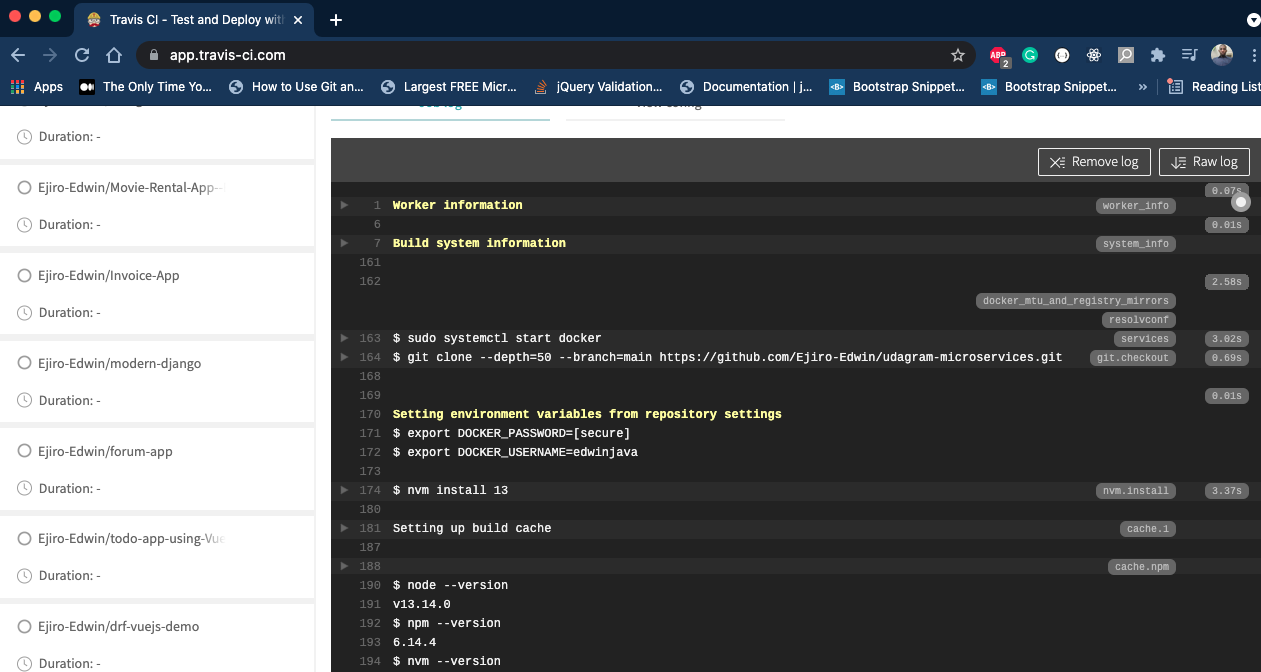 Travis CI - Test and Deploy with
app.travis-ci.com
ABP
2
Apps
The Only Time Yo...
How to Use Git an...
Largest FREE Micr...
jQuery Validation...
Documentation | j...
Bootstrap Snippet...
Bootstrap Snippet...
»
Reading List
Duration: -
Ejiro-Edwin/Movie-Rental-App--
Duration: -
Ejiro-Edwin/Invoice-App
Duration: -
Ejiro-Edwin/modern-django
Duration: -
Ejiro-Edwin/forum-app
Duration: -
Ejiro-Edwin/todo-app-using-Vue
Duration: -
Ejiro-Edwin/drf-vuejs-demo
Duration: -
Job log
View config
Remove log
Raw log
0.07s
1 Worker information worker_info
6 0.01s
7 Build system information system_info
161
162 2.58s
docker_mtu_and_registry_mirrors
resolvconf
163 $ sudo systemctl start docker services 3.02s
164 $ git clone --depth=50 --branch=main https://github.com/Ejiro-Edwin/udagram-microservices.git git.checkout 0.69s
168
169 0.01s
170 Setting environment variables from repository settings
171 $ export DOCKER_PASSWORD=[secure]
172 $ export DOCKER_USERNAME=edwinjava
173
174 $ nvm install 13 nvm.install 3.37s
180
181 Setting up build cache cache.1
187
188 cache.npm
190 $ node --version
191 v13.14.0
192 $ npm --version
193 6.14.4
194 $ nvm --version